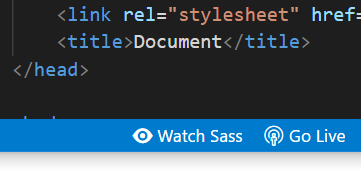 <link rel="stylesheet" href=
<title>Document</title>
</head>
Watch Sass Go Live